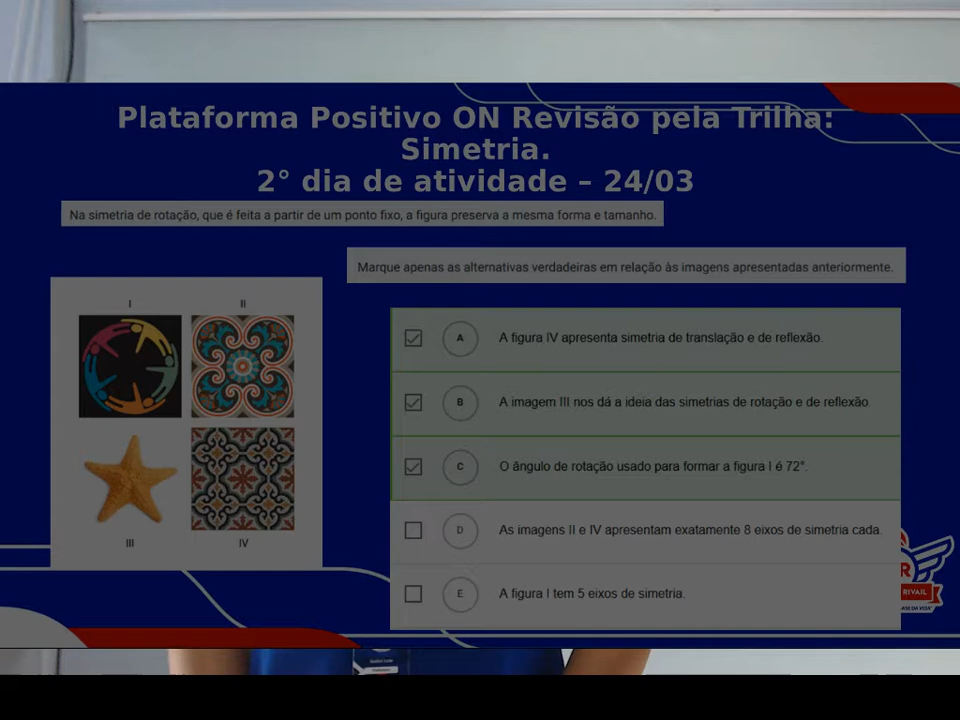 Plataforma Positivo ON Revisão pela Trilha:
Simetria.
2° dia de atividade – 24/03
Na simetria de rotação, que é feita a partir de um ponto fixo, a figura preserva a mesma forma e tamanho.
Marque apenas as alternativas verdadeiras em relação às imagens apresentadas anteriormente.
I II
III IV
A A figura IV apresenta simetria de translação e de reflexão.
B A imagem III nos dá a ideia das simetrias de rotação e de reflexão.
C O ângulo de rotação usado para formar a figura I é 72°.
D As imagens II e IV apresentam exatamente 8 eixos de simetria cada.
E A figura I tem 5 eixos de simetria.
R
RIVAIL